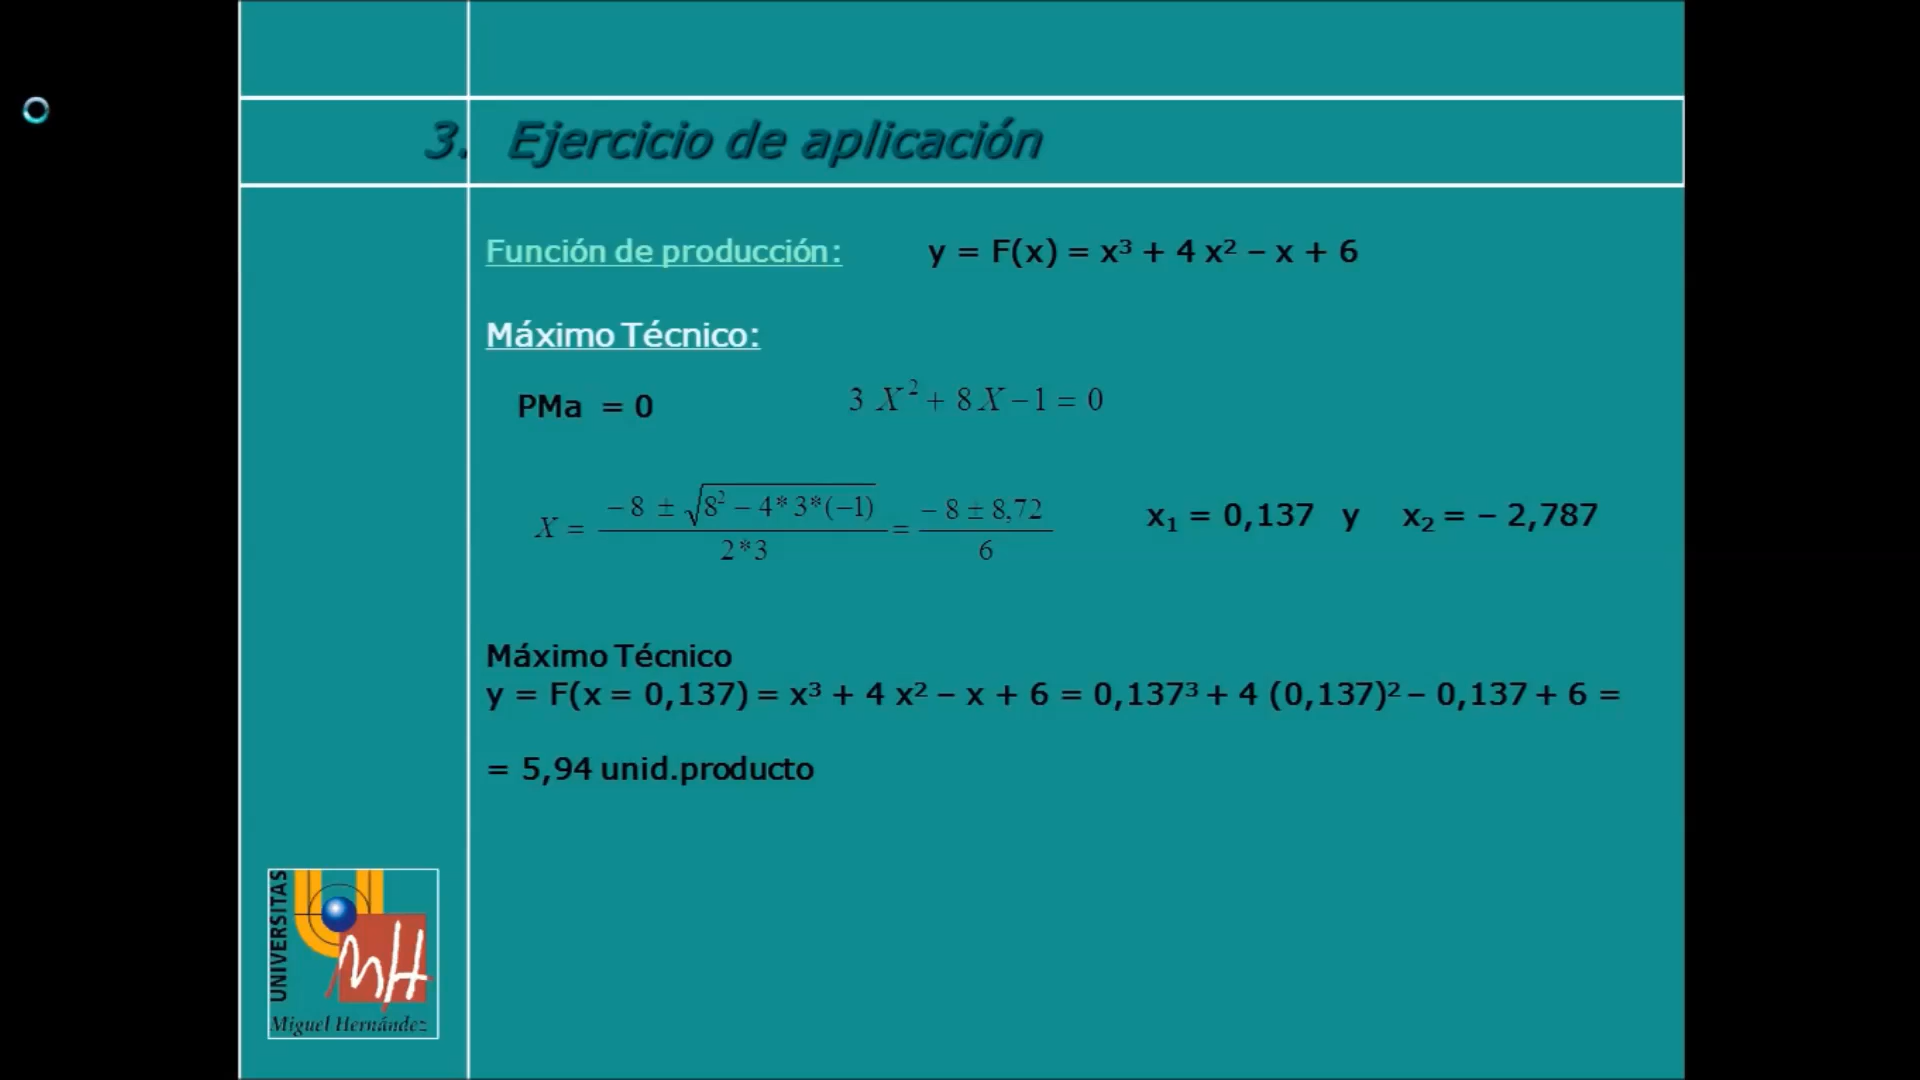 3. Ejercicio de aplicación
Función de producción: y = F(x) = x³ + 4 x² – x + 6
Máximo Técnico:
PMa = 0 3 X² + 8 X – 1 = 0
X = (– 8 ± √(8² – 4*3*(–1))) / (2*3) = (– 8 ± 8,72) / 6 x₁ = 0,137 y x₂ = – 2,787
Máximo Técnico
y = F(x = 0,137) = x³ + 4 x² – x + 6 = 0,137³ + 4 (0,137)² – 0,137 + 6 =
= 5,94 unid.producto
UNIVERSITAS
MH
Miguel Hernández